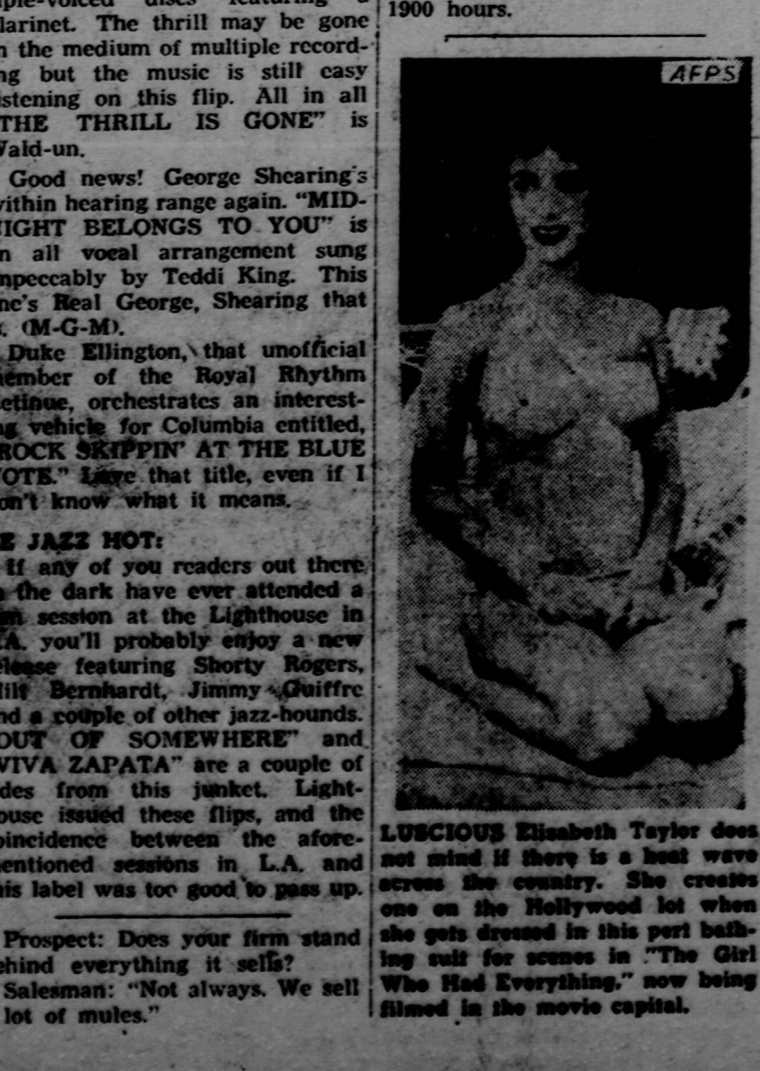 larinet. The thrill may be gone
the medium of multiple record-
ng but the music is still easy
istening on this flip. All in all
"THE THRILL IS GONE" is
Vald-un.
Good news! George Shearing's
within hearing range again. "MID-
NIGHT BELONGS TO YOU" is
n all vocal arrangement sung
mpeccably by Teddi King. This
ne's Real George, Shearing that
s. (M-G-M).
Duke Ellington, that unofficial
ember of the Royal Rhythm
etinue, orchestrates an interest-
ng vehicle for Columbia entitled,
ROCK SKIPPIN' AT THE BLUE
OTE." Love that title, even if I
on't know what it means.
E JAZZ HOT:
If any of you readers out there
the dark have ever attended a
session at the Lighthouse in
L.A. you'll probably enjoy a new
elease featuring Shorty Rogers,
Milt Bernhardt, Jimmy Guiffre
nd a couple of other jazz-hounds.
OUT OF SOMEWHERE" and
"VIVA ZAPATA" are a couple of
ides from this junket. Light-
ouse issued these flips, and the
oincidence between the afore-
entioned sessions in L.A. and
his label was too good to pass up.
Prospect: Does your firm stand
ehind everything it sells?
Salesman: "Not always. We sell
lot of mules."
1900 hours.
AFPS
LUSCIOUS Elizabeth Taylor does
not mind if there is a heat wave
across the country. She creates
one on the Hollywood lot when
she gets dressed in this pert bath-
ing suit for scenes in "The Girl
Who Had Everything," now being
filmed in the movie capital.